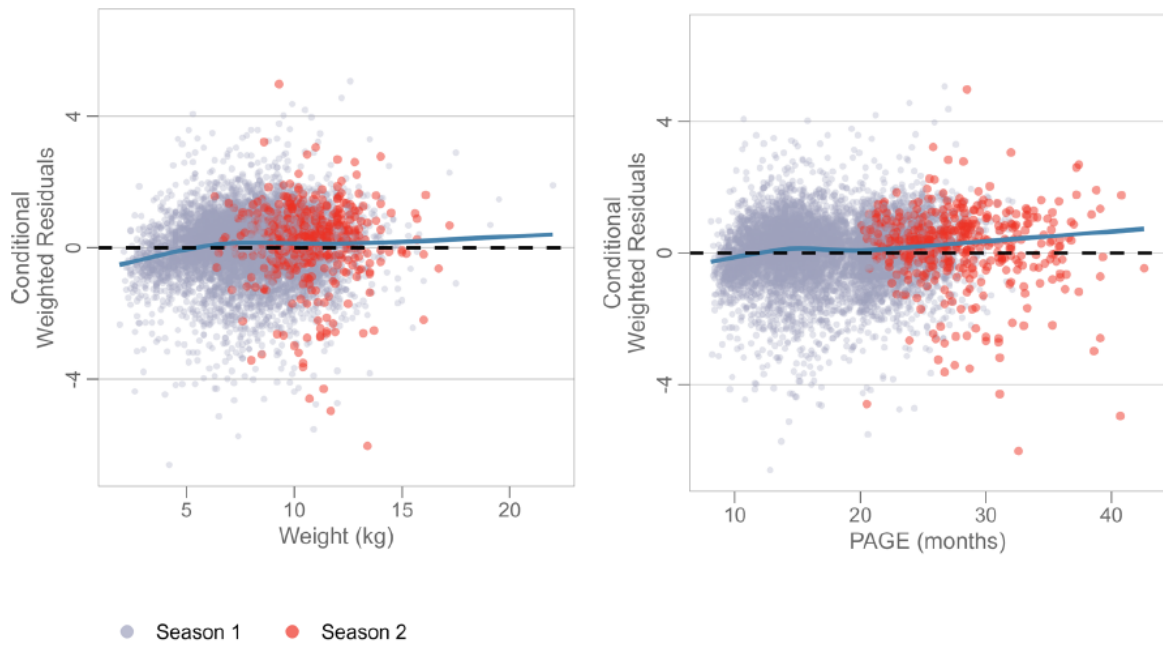 Conditional
Weighted Residuals
4
0
-4
5
10
15
20
Weight (kg)
Conditional
Weighted Residuals
4
0
-4
10
20
30
40
PAGE (months)
Season 1
Season 2